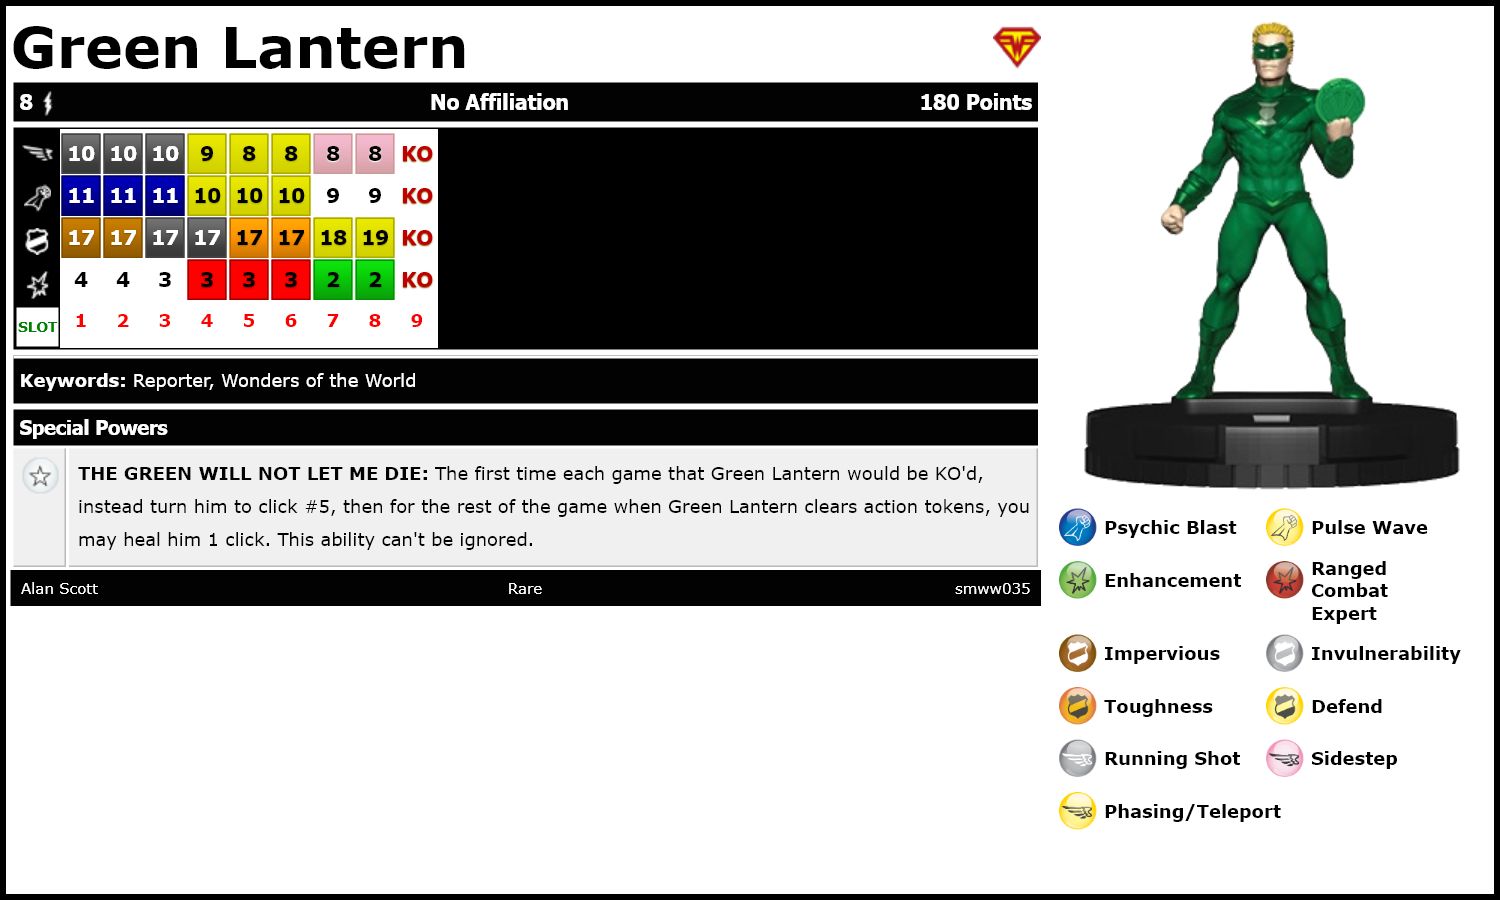 Green Lantern
8 No Affiliation 180 Points
10 10 10 9 8 8 8 8 KO
11 11 11 10 10 10 9 9 KO
17 17 17 17 17 17 18 19 KO
4 4 3 3 3 3 2 2 KO
SLOT 1 2 3 4 5 6 7 8 9
Keywords: Reporter, Wonders of the World
Special Powers
THE GREEN WILL NOT LET ME DIE: The first time each game that Green Lantern would be KO'd,
instead turn him to click #5, then for the rest of the game when Green Lantern clears action tokens, you
may heal him 1 click. This ability can't be ignored.
Alan Scott Rare smww035
Psychic Blast Pulse Wave
Enhancement Ranged
Combat
Expert
Impervious Invulnerability
Toughness Defend
Running Shot Sidestep
Phasing/Teleport